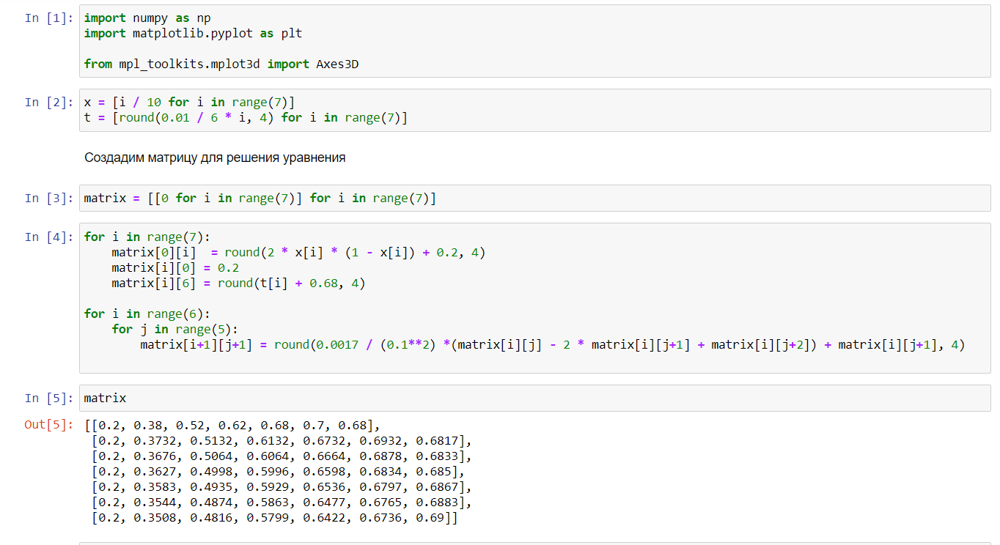 In [1]: import numpy as np
import matplotlib.pyplot as plt
from mpl_toolkits.mplot3d import Axes3D
In [2]: x = [i / 10 for i in range(7)]
t = [round(0.01 / 6 * i, 4) for i in range(7)]
Создадим матрицу для решения уравнения
In [3]: matrix = [[0 for i in range(7)] for i in range(7)]
In [4]: for i in range(7):
    matrix[0][i]  = round(2 * x[i] * (1 - x[i]) + 0.2, 4)
    matrix[i][0] = 0.2
    matrix[i][6] = round(t[i] + 0.68, 4)
for i in range(6):
    for j in range(5):
        matrix[i+1][j+1] = round(0.0017 / (0.1**2) *(matrix[i][j] - 2 * matrix[i][j+1] + matrix[i][j+2]) + matrix[i][j+1], 4)
In [5]: matrix
Out[5]: [[0.2, 0.38, 0.52, 0.62, 0.68, 0.7, 0.68],
[0.2, 0.3732, 0.5132, 0.6132, 0.6732, 0.6932, 0.6817],
[0.2, 0.3676, 0.5064, 0.6064, 0.6664, 0.6878, 0.6833],
[0.2, 0.3627, 0.4998, 0.5996, 0.6598, 0.6834, 0.685],
[0.2, 0.3583, 0.4935, 0.5929, 0.6536, 0.6797, 0.6867],
[0.2, 0.3544, 0.4874, 0.5863, 0.6477, 0.6765, 0.6883],
[0.2, 0.3508, 0.4816, 0.5799, 0.6422, 0.6736, 0.69]]